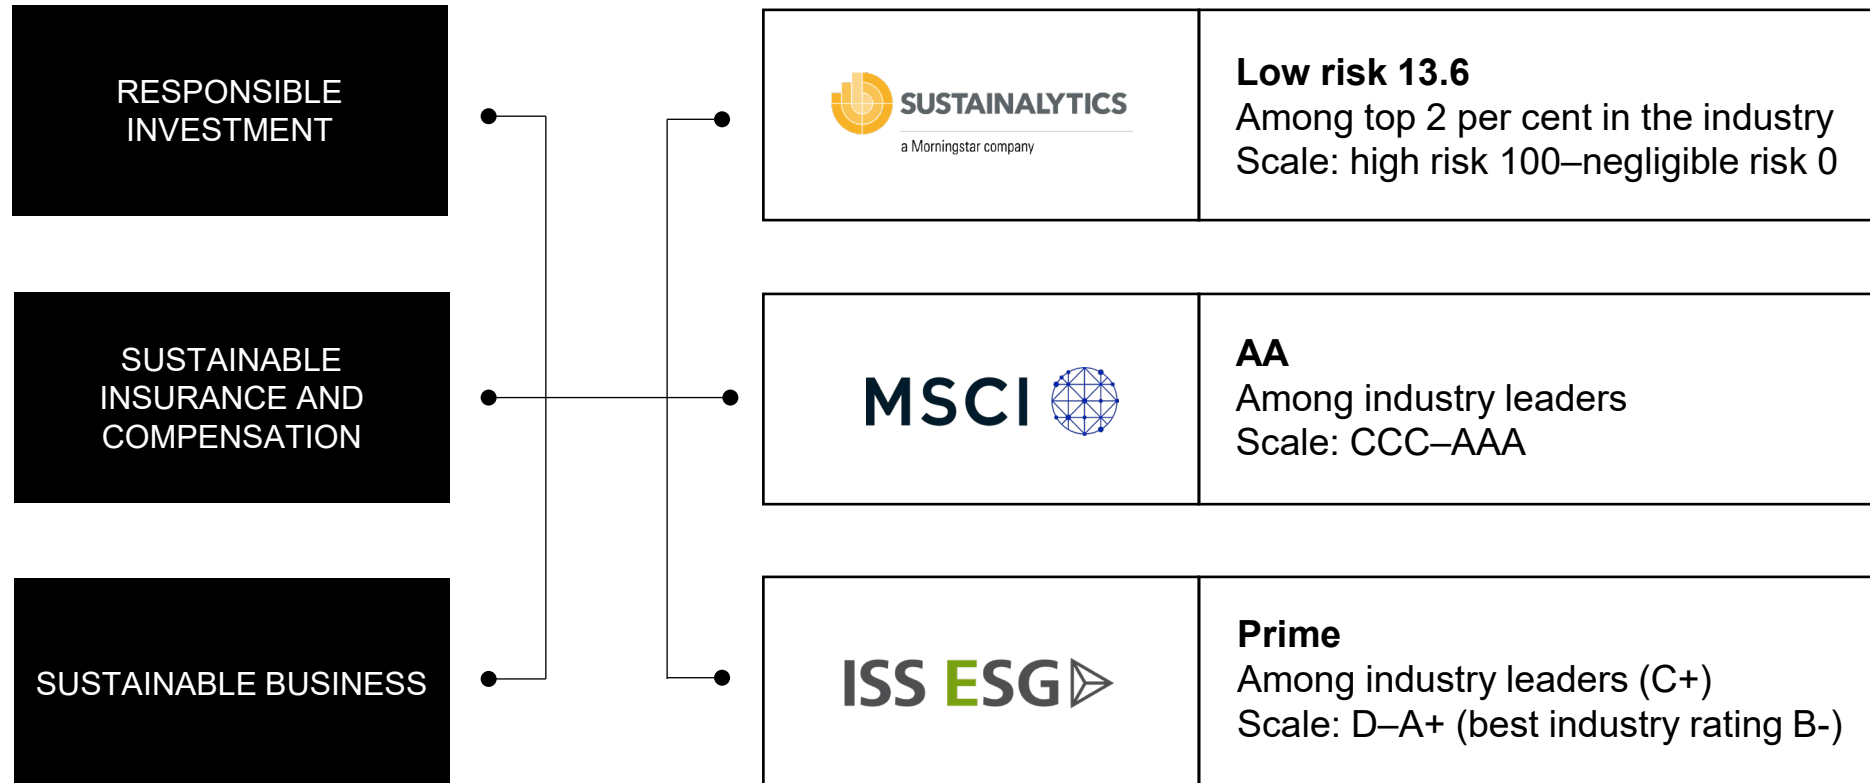 RESPONSIBLE
INVESTMENT
SUSTAINALYTICS
a Morningstar company
Low risk 13.6
Among top 2 per cent in the industry
Scale: high risk 100–negligible risk 0
SUSTAINABLE
INSURANCE AND
COMPENSATION
MSCI
AA
Among industry leaders
Scale: CCC–AAA
SUSTAINABLE BUSINESS
ISS ESG
Prime
Among industry leaders (C+)
Scale: D–A+ (best industry rating B-)